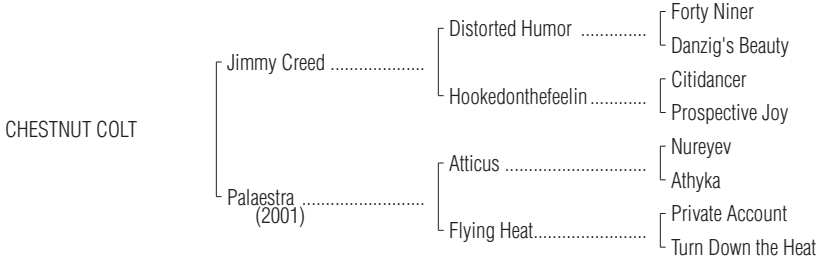 Forty Niner
Distorted Humor ..............
Danzig's Beauty
Jimmy Creed .....................
Citidancer
Hookedonthefeelin ............
Prospective Joy
CHESTNUT COLT
Nureyev
Atticus ..............................
Athyka
Palaestra ...........................
(2001)
Private Account
Flying Heat........................
Turn Down the Heat